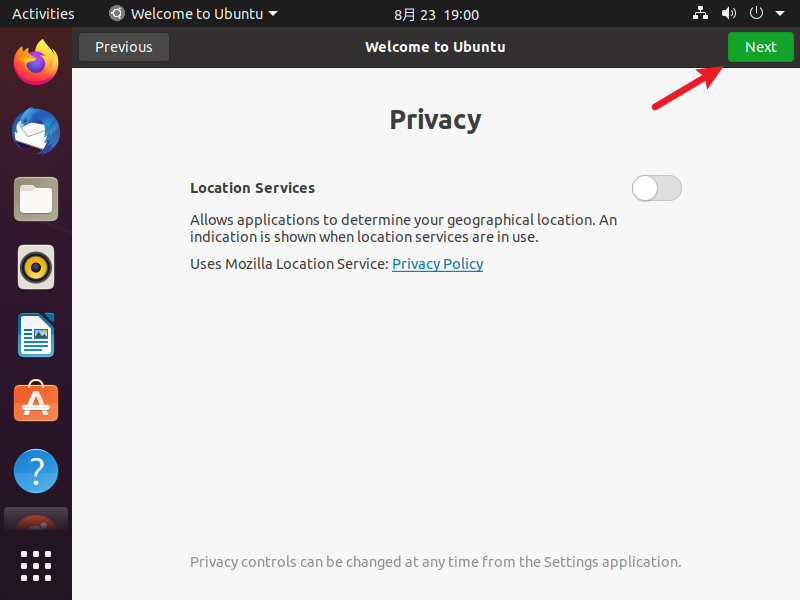 Activities Welcome to Ubuntu 8月 23 19:00
Previous Welcome to Ubuntu Next
Privacy
Location Services
Allows applications to determine your geographical location. An
indication is shown when location services are in use.
Uses Mozilla Location Service: Privacy Policy
Privacy controls can be changed at any time from the Settings application.